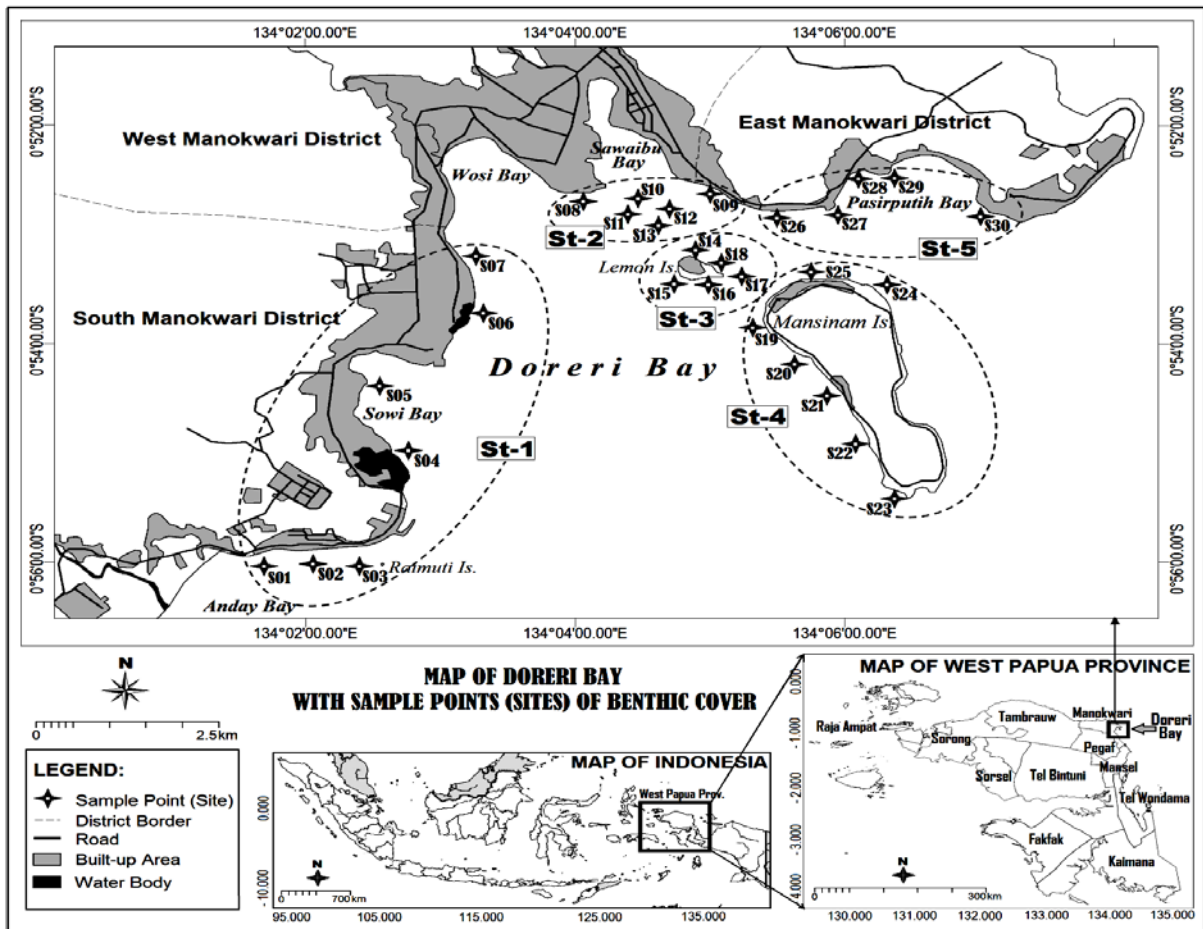 134°02'00.00"E 134°04'00.00"E 134°06'00.00"E
0°52'00.00"S
0°52'00.00"S
West Manokwari District
East Manokwari District
Sawaibu
Bay
Wosi Bay
S10
S08
S09
S12
S11
S13
St-2
S28
S29
Pasirputih Bay
S26
S27
S30
St-5
S14
S18
Lemon Is.
S17
S15
S16
St-3
S07
S06
South Manokwari District
S25
S24
Mansinam Is.
S19
0°54'00.00"S
0°54'00.00"S
Doreri Bay
S20
S21
St-4
S22
S23
S05
Sowi Bay
S04
St-1
0°56'00.00"S
0°56'00.00"S
S01
S02
S03
Raimuti Is.
Anday Bay
134°02'00.00"E 134°04'00.00"E 134°06'00.00"E
N
0 2.5km
MAP OF DORERI BAY
WITH SAMPLE POINTS (SITES) OF BENTHIC COVER
LEGEND:
Sample Point (Site)
District Border
Road
Built-up Area
Water Body
MAP OF INDONESIA
West Papua Prov.
0.000
-10.000
N
0 700km
95.000 105.000 115.000 125.000 135.000
MAP OF WEST PAPUA PROVINCE
0.000
-1.000
-2.000
-3.000
-4.000
Raja Ampat
Tambrauw
Manokwari
Doreri
Bay
Sorong
Pegaf
Mansel
Sorsel
Tel Bintuni
Tel Wondama
Fakfak
Kaimana
N
0 300km
130.000 131.000 132.000 133.000 134.000 135.000